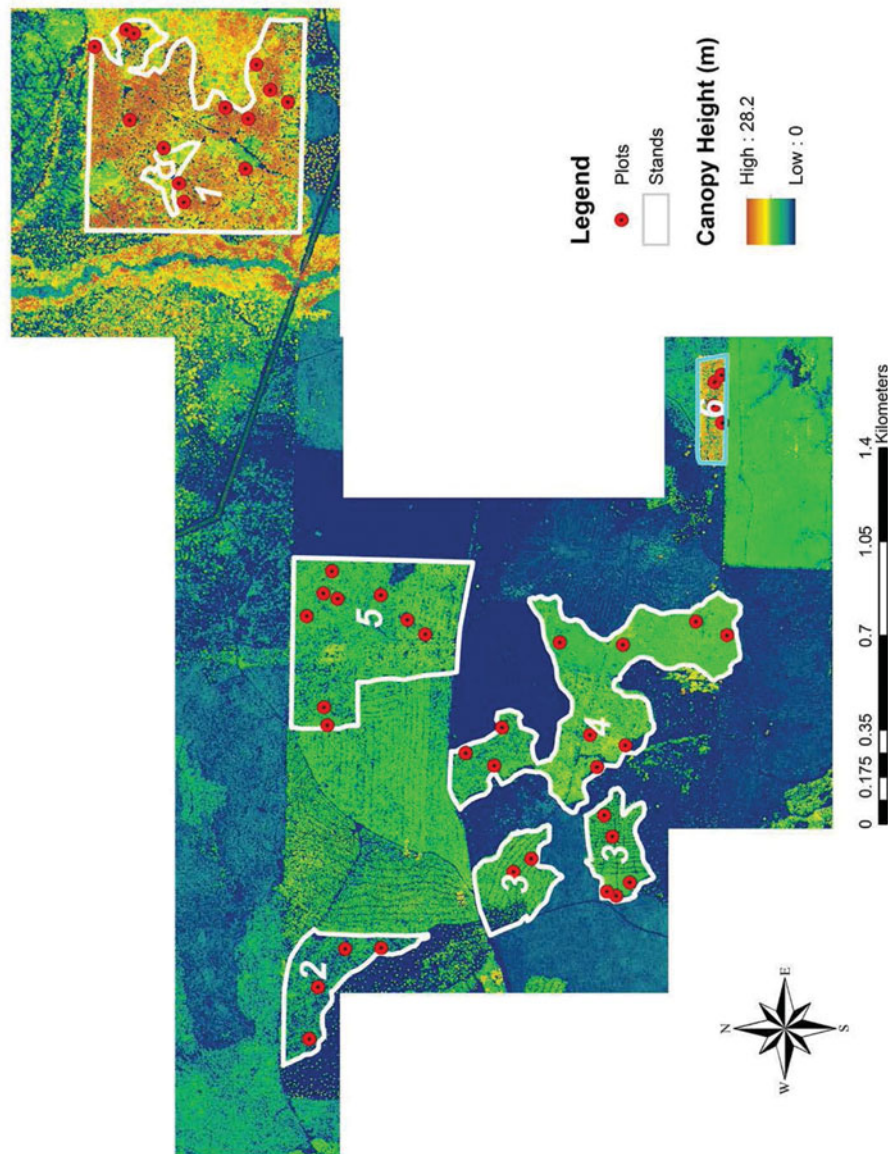 1
2
3
3
4
5
6
Legend
Plots
Stands
Canopy Height (m)
High : 28.2
Low : 0
N
W
E
S
0 0.175 0.35 0.7 1.05 1.4
Kilometers